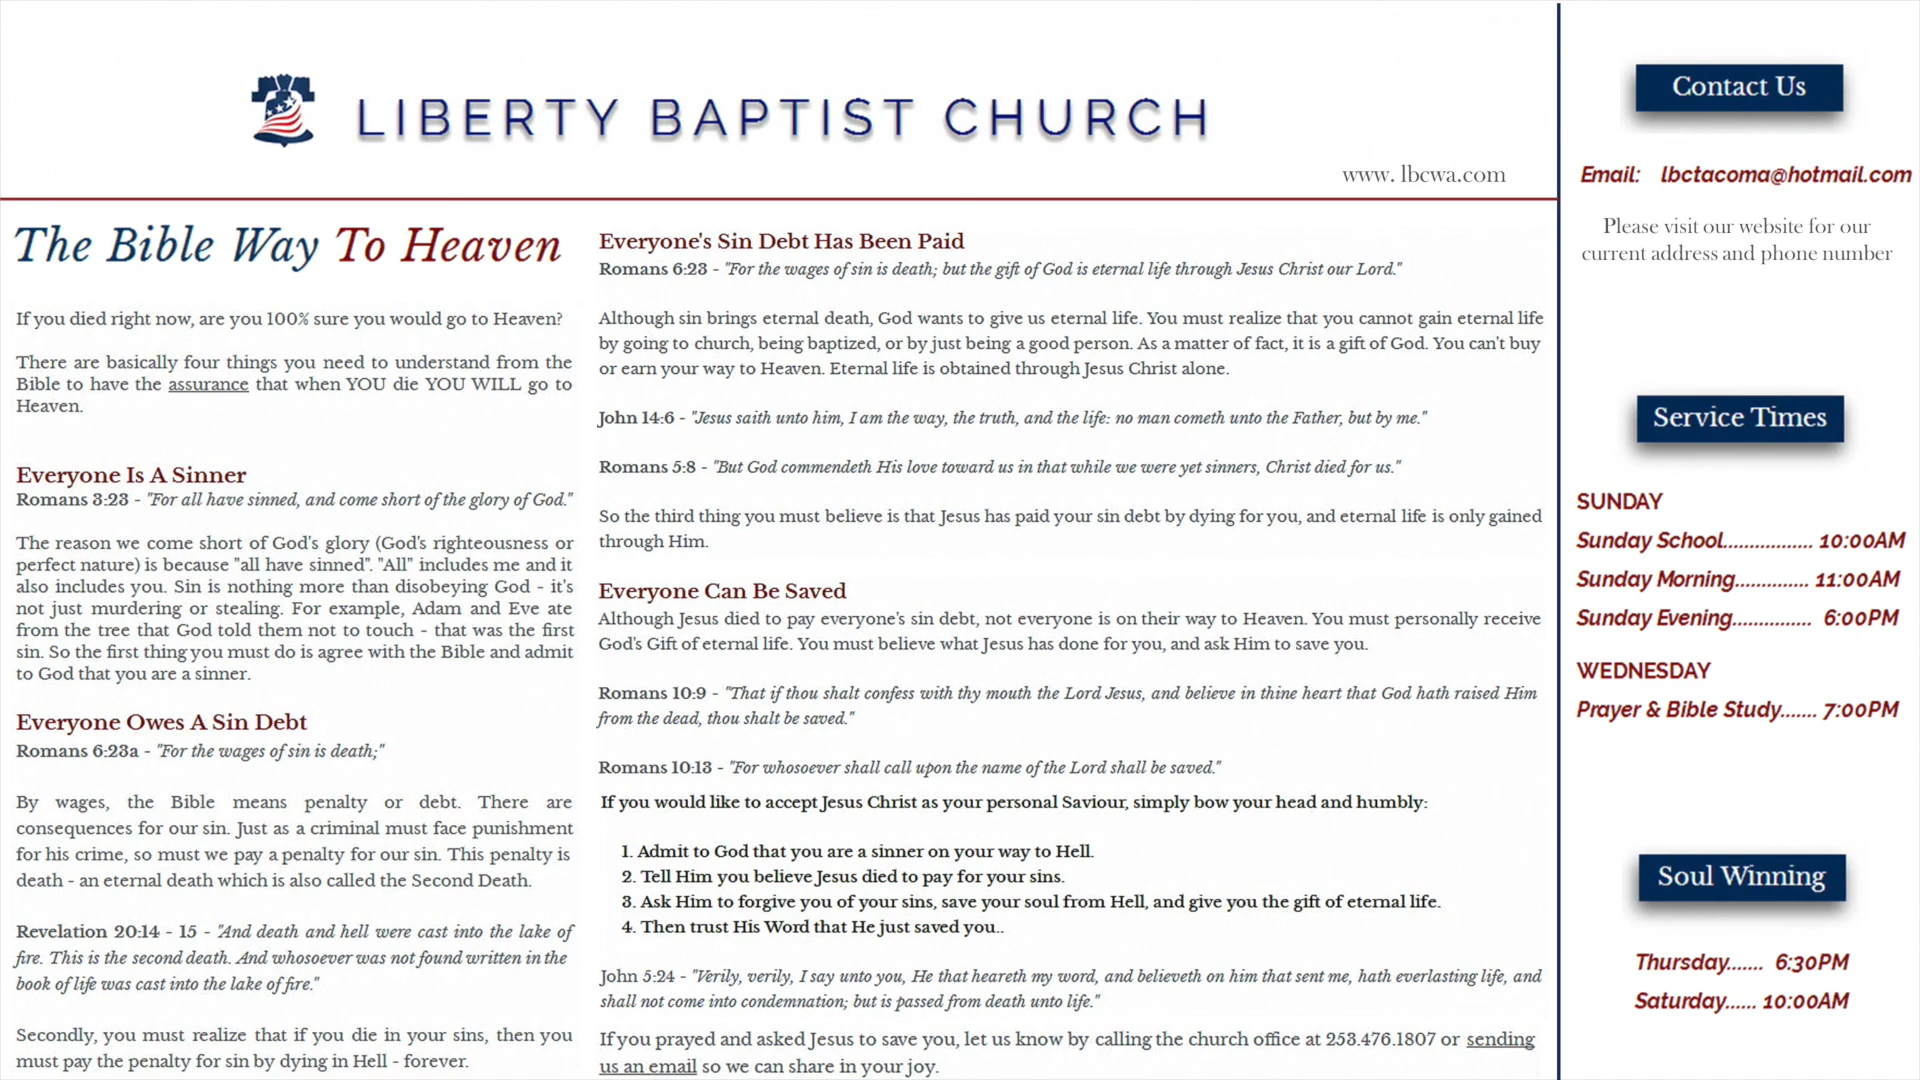 LIBERTY BAPTIST CHURCH
www. lbcwa.com
The Bible Way To Heaven
If you died right now, are you 100% sure you would go to Heaven?
There are basically four things you need to understand from the
Bible to have the assurance that when YOU die YOU WILL go to
Heaven.
Everyone Is A Sinner
Romans 3:23 - "For all have sinned, and come short of the glory of God."
The reason we come short of God's glory (God's righteousness or
perfect nature) is because "all have sinned". "All" includes me and it
also includes you. Sin is nothing more than disobeying God - it's
not just murdering or stealing. For example, Adam and Eve ate
from the tree that God told them not to touch - that was the first
sin. So the first thing you must do is agree with the Bible and admit
to God that you are a sinner.
Everyone Owes A Sin Debt
Romans 6:23a - "For the wages of sin is death;"
By wages, the Bible means penalty or debt. There are
consequences for our sin. Just as a criminal must face punishment
for his crime, so must we pay a penalty for our sin. This penalty is
death - an eternal death which is also called the Second Death.
Revelation 20:14 - 15 - "And death and hell were cast into the lake of
fire. This is the second death. And whosoever was not found written in the
book of life was cast into the lake of fire."
Secondly, you must realize that if you die in your sins, then you
must pay the penalty for sin by dying in Hell - forever.
Everyone's Sin Debt Has Been Paid
Romans 6:23 - "For the wages of sin is death; but the gift of God is eternal life through Jesus Christ our Lord."
Although sin brings eternal death, God wants to give us eternal life. You must realize that you cannot gain eternal life
by going to church, being baptized, or by just being a good person. As a matter of fact, it is a gift of God. You can't buy
or earn your way to Heaven. Eternal life is obtained through Jesus Christ alone.
John 14:6 - "Jesus saith unto him, I am the way, the truth, and the life: no man cometh unto the Father, but by me."
Romans 5:8 - "But God commendeth His love toward us in that while we were yet sinners, Christ died for us."
So the third thing you must believe is that Jesus has paid your sin debt by dying for you, and eternal life is only gained
through Him.
Everyone Can Be Saved
Although Jesus died to pay everyone's sin debt, not everyone is on their way to Heaven. You must personally receive
God's Gift of eternal life. You must believe what Jesus has done for you, and ask Him to save you.
Romans 10:9 - "That if thou shalt confess with thy mouth the Lord Jesus, and believe in thine heart that God hath raised Him
from the dead, thou shalt be saved."
Romans 10:13 - "For whosoever shall call upon the name of the Lord shall be saved."
If you would like to accept Jesus Christ as your personal Saviour, simply bow your head and humbly:
1. Admit to God that you are a sinner on your way to Hell.
2. Tell Him you believe Jesus died to pay for your sins.
3. Ask Him to forgive you of your sins, save your soul from Hell, and give you the gift of eternal life.
4. Then trust His Word that He just saved you..
John 5:24 - "Verily, verily, I say unto you, He that heareth my word, and believeth on him that sent me, hath everlasting life, and
shall not come into condemnation; but is passed from death unto life."
If you prayed and asked Jesus to save you, let us know by calling the church office at 253.476.1807 or sending
us an email so we can share in your joy.
Contact Us
Email: lbctacoma@hotmail.com
Please visit our website for our
current address and phone number
Service Times
SUNDAY
Sunday School................. 10:00AM
Sunday Morning.............. 11:00AM
Sunday Evening............... 6:00PM
WEDNESDAY
Prayer & Bible Study....... 7:00PM
Soul Winning
Thursday....... 6:30PM
Saturday...... 10:00AM